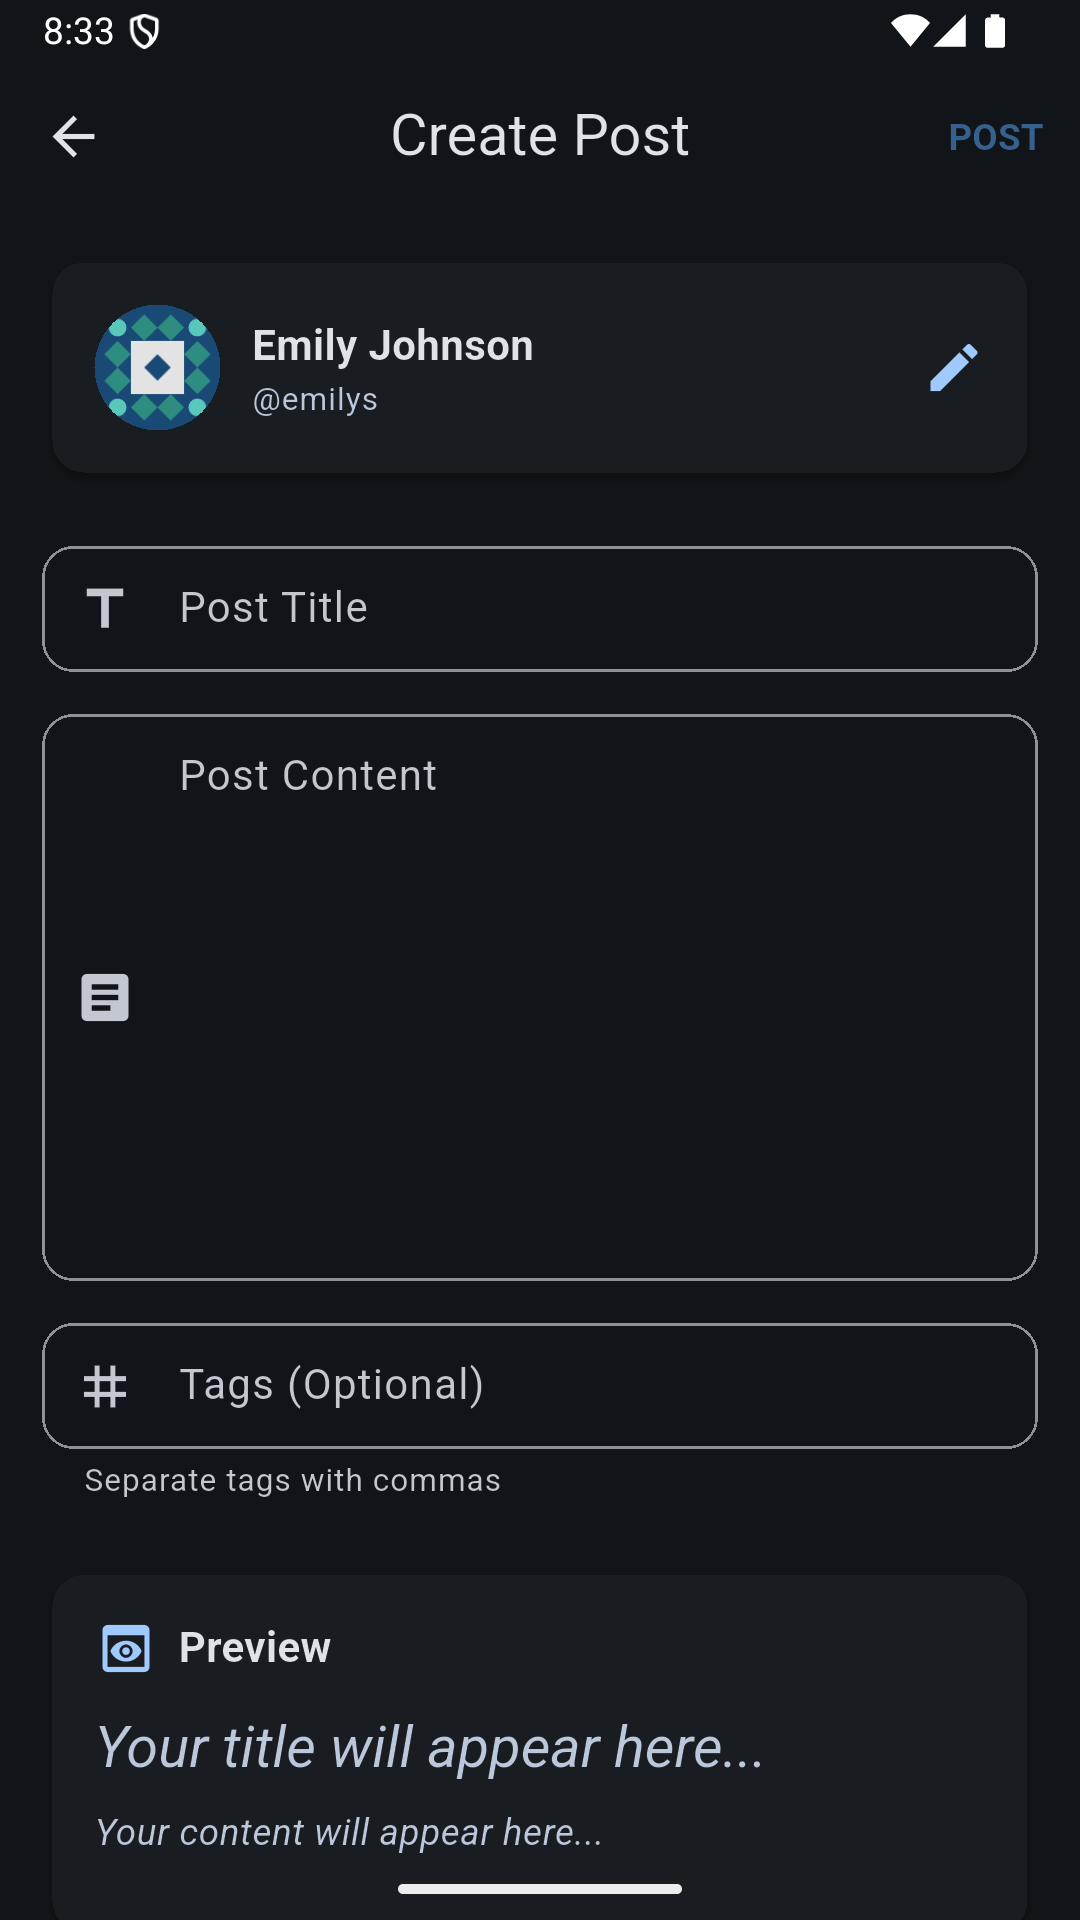 8:33
Create Post
POST
Emily Johnson
@emilys
Post Title
Post Content
Tags (Optional)
Separate tags with commas
Preview
Your title will appear here...
Your content will appear here...